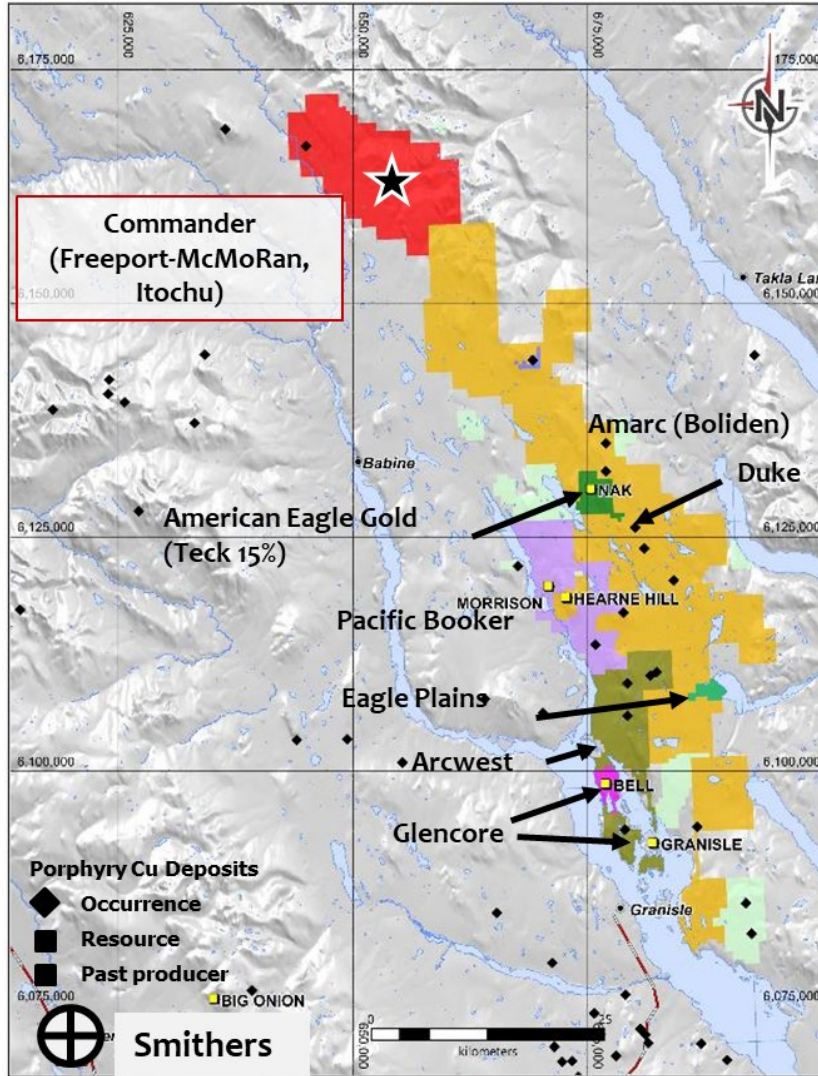 625,000
650,000
675,000
6,175,000
175,000
N
Commander
(Freeport-McMoRan,
Itochu)
Takla Lan
6,150,000
6,150,000
Amarc (Boliden)
Babine
NAK
Duke
American Eagle Gold
(Teck 15%)
6,125,000
6,125,000
MORRISON
HEARNE HILL
Pacific Booker
Eagle Plains
Arcwest
6,100,000
6,100,000
BELL
Glencore
GRANISLE
Porphyry Cu Deposits
Occurrence
Resource
Past producer
Granisle
6,075,000
6,075,000
BIG ONION
0
25
kilometers
650,000
Smithers